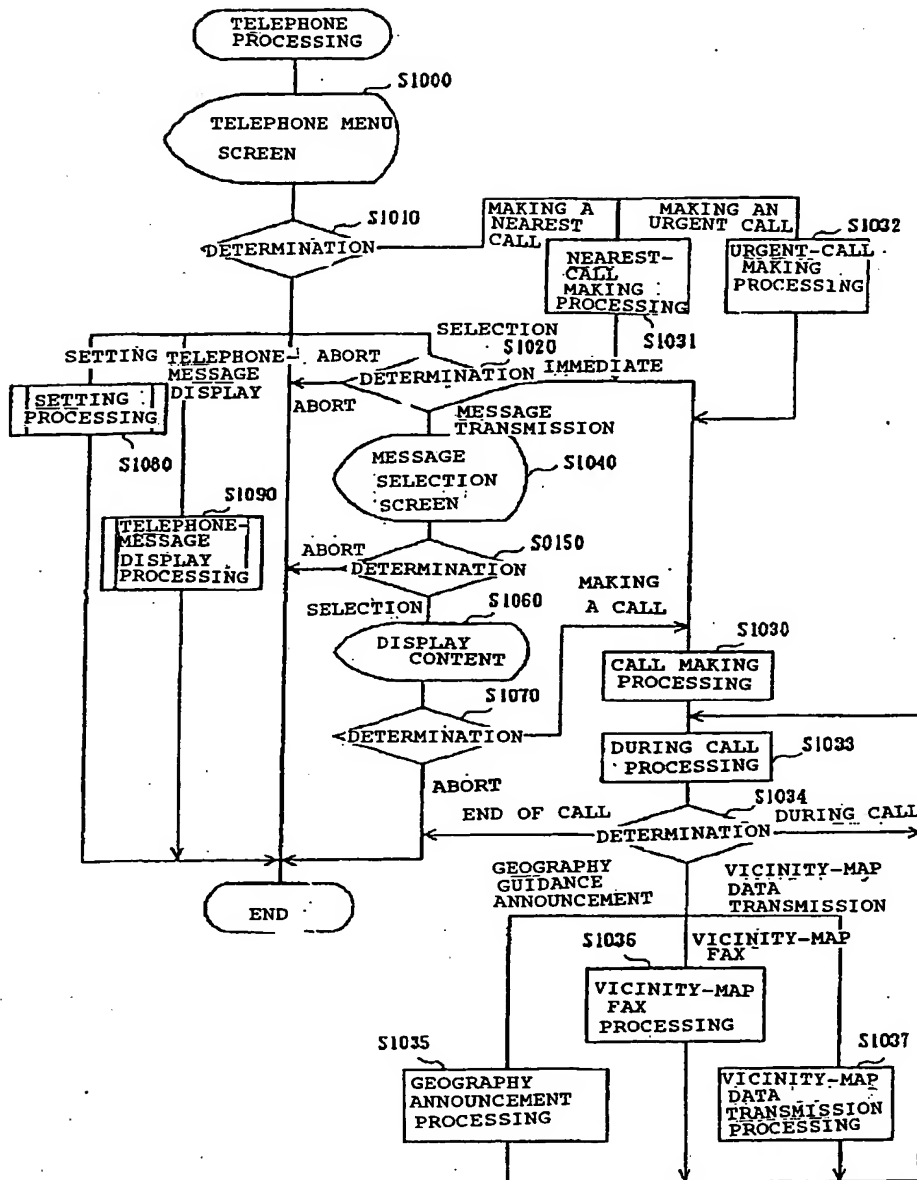 TELEPHONE
PROCESSING
S1000
TELEPHONE MENU
SCREEN
S1010
DETERMINATION
MAKING A
NEAREST
CALL
MAKING AN
URGENT CALL
S1032
NEAREST-
CALL
MAKING
PROCESSING
S1031
URGENT-CALL
MAKING
PROCESSING
SETTING
TELEPHONE-
MESSAGE
DISPLAY
ABORT
SELECTION
S1020
DETERMINATION
IMMEDIATE
ABORT
SETTING
PROCESSING
S1080
MESSAGE
TRANSMISSION
MESSAGE
SELECTION
SCREEN
S1040
S1090
TELEPHONE-
MESSAGE
DISPLAY
PROCESSING
ABORT
S0150
DETERMINATION
SELECTION
S1060
DISPLAY
CONTENT
MAKING
A CALL
S1030
CALL MAKING
PROCESSING
S1070
DETERMINATION
DURING CALL
PROCESSING
S1033
ABORT
END OF CALL
S1034
DETERMINATION
DURING CALL
END
GEOGRAPHY
GUIDANCE
ANNOUNCEMENT
VICINITY-MAP
DATA
TRANSMISSION
S1036
VICINITY-MAP
FAX
VICINITY-MAP
FAX
PROCESSING
S1035
GEOGRAPHY
ANNOUNCEMENT
PROCESSING
S1037
VICINITY-MAP
DATA
TRANSMISSION
PROCESSING